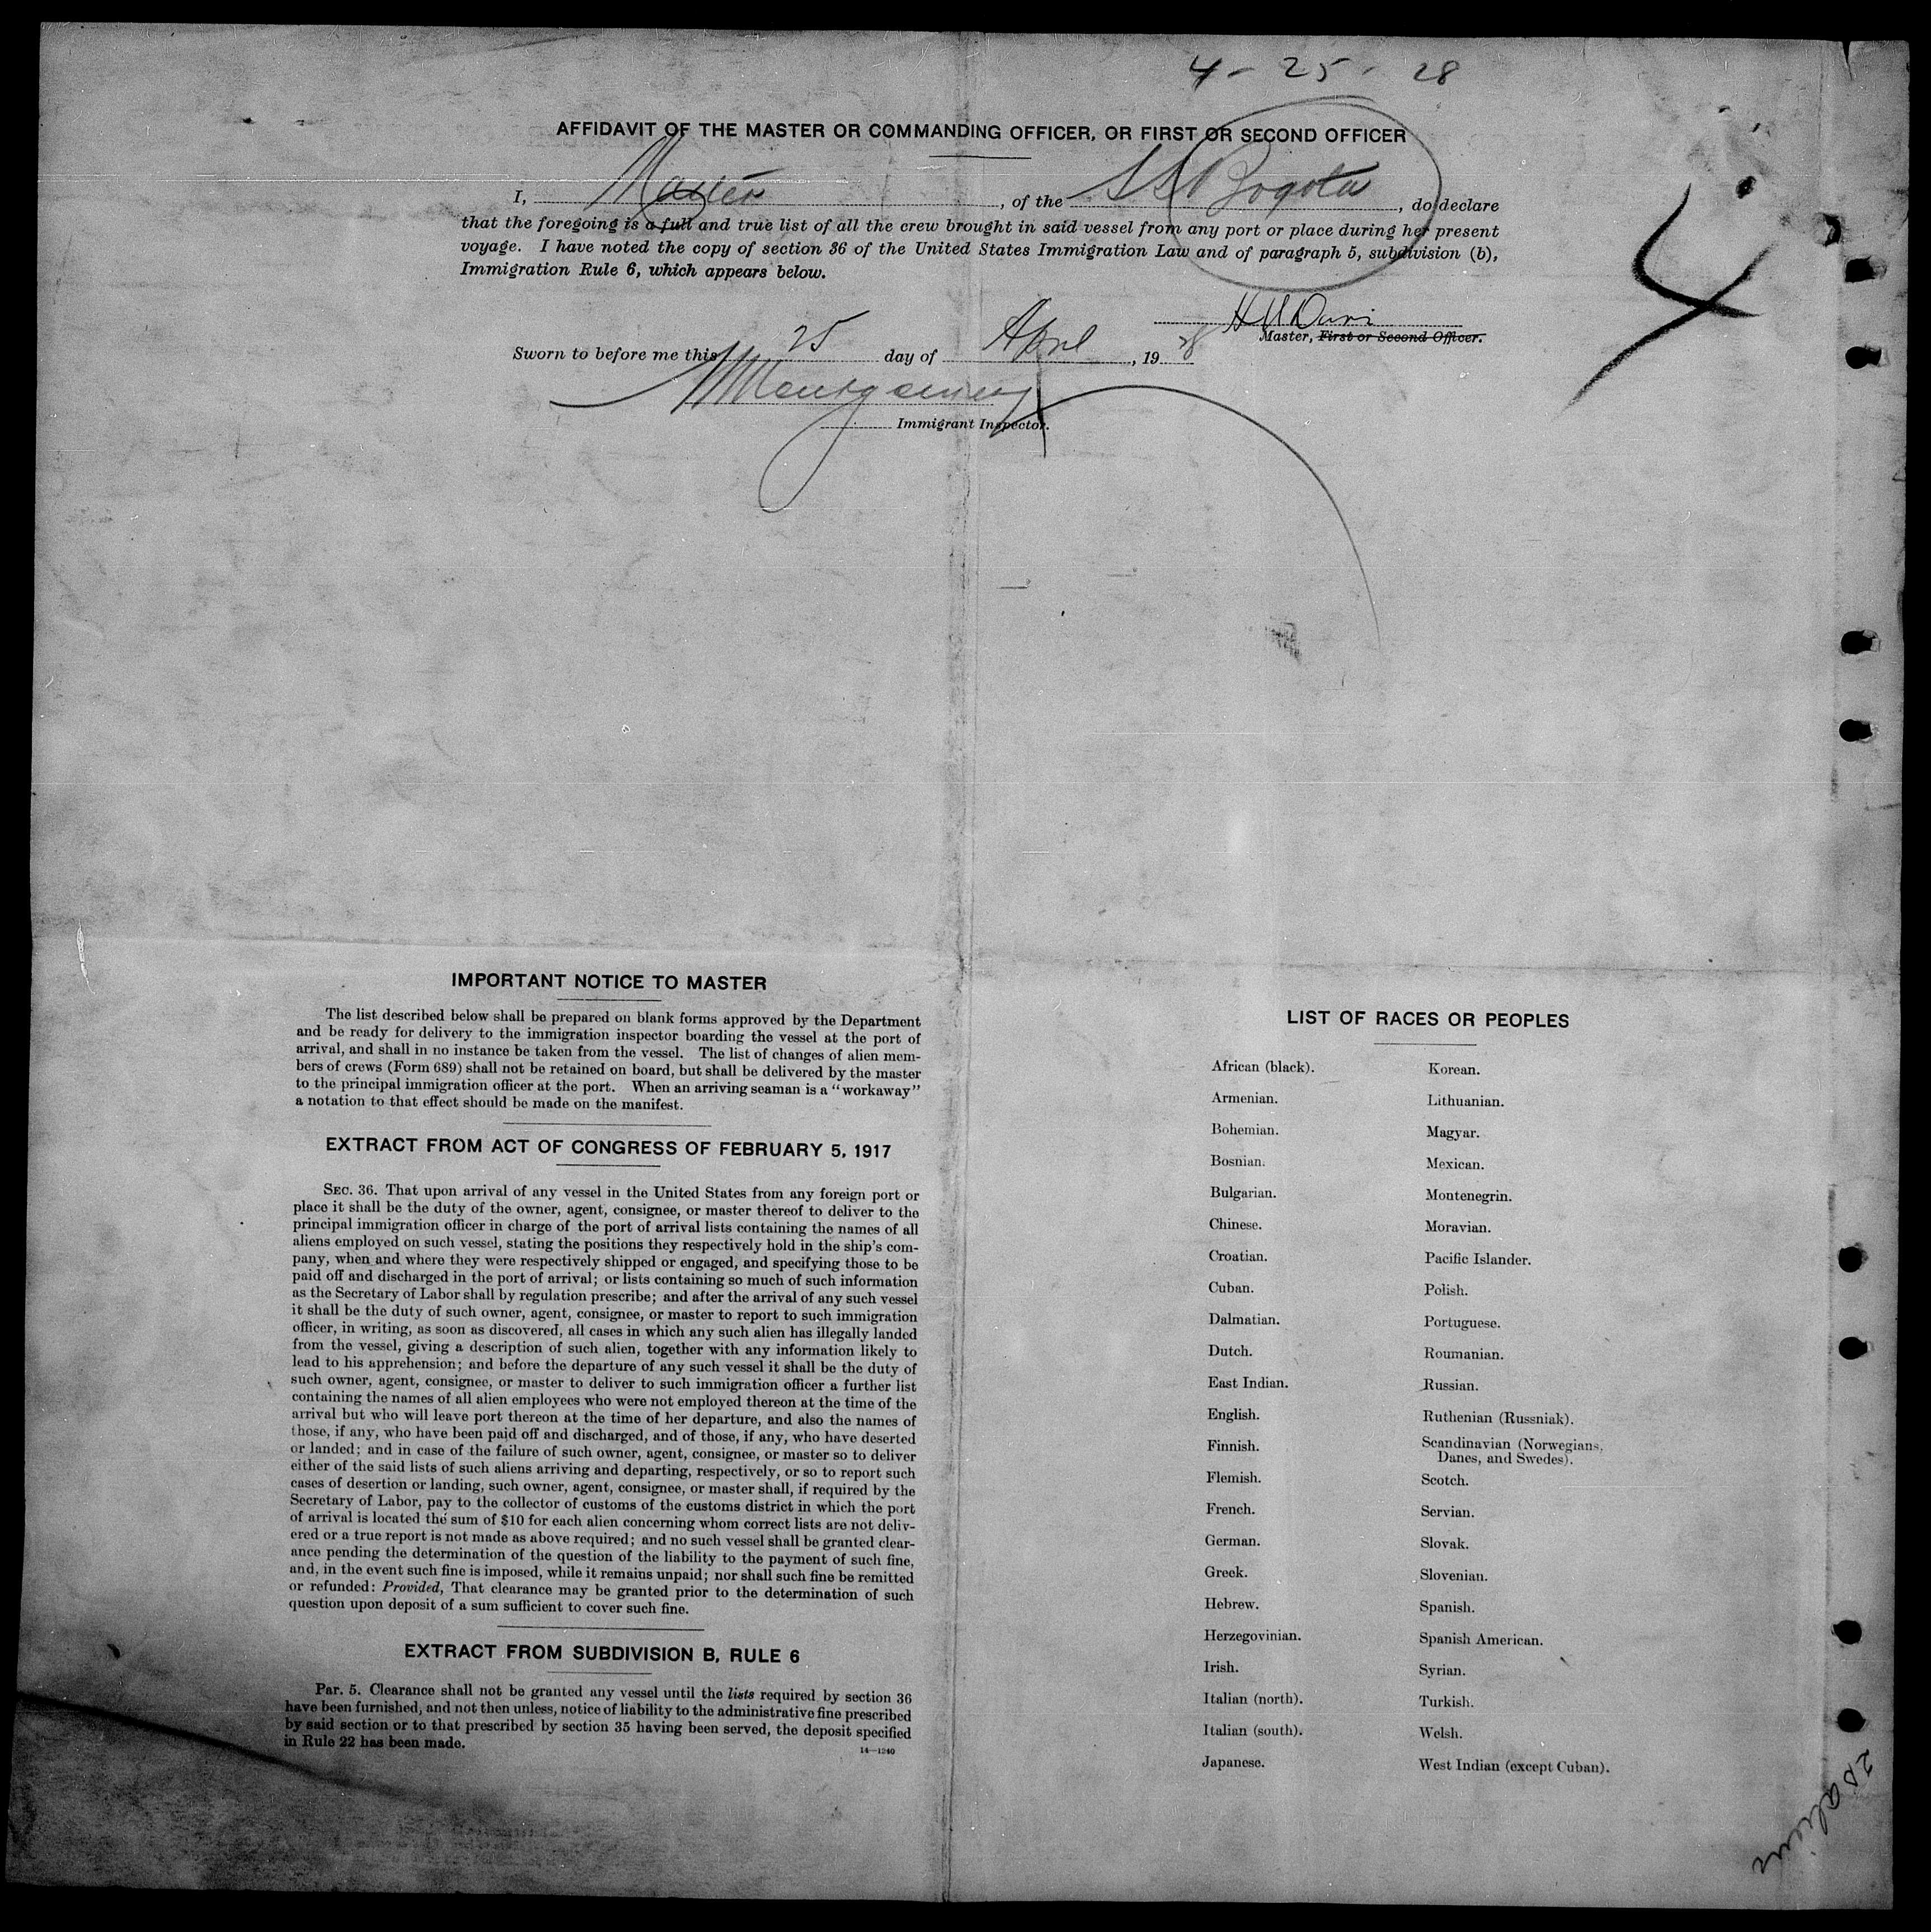 4 - 25 - 28
AFFIDAVIT OF THE MASTER OR COMMANDING OFFICER, OR FIRST OR SECOND OFFICER
I, Master, of the SS Bogota, do declare
that the foregoing is a full and true list of all the crew brought in said vessel from any port or place during her present
voyage. I have noted the copy of section 36 of the United States Immigration Law and of paragraph 5, subdivision (b),
Immigration Rule 6, which appears below.
Master, First or Second Officer.
Sworn to before me this 25 day of April, 19 28
Montgomery
Immigrant Inspector.
4
IMPORTANT NOTICE TO MASTER
The list described below shall be prepared on blank forms approved by the Department
and be ready for delivery to the immigration inspector boarding the vessel at the port of
arrival, and shall in no instance be taken from the vessel. The list of changes of alien mem-
bers of crews (Form 689) shall not be retained on board, but shall be delivered by the master
to the principal immigration officer at the port. When an arriving seaman is a "workaway"
a notation to that effect should be made on the manifest.
EXTRACT FROM ACT OF CONGRESS OF FEBRUARY 5, 1917
SEC. 36. That upon arrival of any vessel in the United States from any foreign port or
place it shall be the duty of the owner, agent, consignee, or master thereof to deliver to the
principal immigration officer in charge of the port of arrival lists containing the names of all
aliens employed on such vessel, stating the positions they respectively hold in the ship's com-
pany, when and where they were respectively shipped or engaged, and specifying those to be
paid off and discharged in the port of arrival; or lists containing so much of such information
as the Secretary of Labor shall by regulation prescribe; and after the arrival of any such vessel
it shall be the duty of such owner, agent, consignee, or master to report to such immigration
officer, in writing, as soon as discovered, all cases in which any such alien has illegally landed
from the vessel, giving a description of such alien, together with any information likely to
lead to his apprehension; and before the departure of any such vessel it shall be the duty of
such owner, agent, consignee, or master to deliver to such immigration officer a further list
containing the names of all alien employees who were not employed thereon at the time of the
arrival but who will leave port thereon at the time of her departure, and also the names of
those, if any, who have been paid off and discharged, and of those, if any, who have deserted
or landed; and in case of the failure of such owner, agent, consignee, or master so to deliver
either of the said lists of such aliens arriving and departing, respectively, or so to report such
cases of desertion or landing, such owner, agent, consignee, or master shall, if required by the
Secretary of Labor, pay to the collector of customs of the customs district in which the port
of arrival is located the sum of $10 for each alien concerning whom correct lists are not deliv-
ered or a true report is not made as above required; and no such vessel shall be granted clear-
ance pending the determination of the question of the liability to the payment of such fine,
and, in the event such fine is imposed, while it remains unpaid; nor shall such fine be remitted
or refunded: Provided, That clearance may be granted prior to the determination of such
question upon deposit of a sum sufficient to cover such fine.
EXTRACT FROM SUBDIVISION B, RULE 6
Par. 5. Clearance shall not be granted any vessel until the lists required by section 36
have been furnished, and not then unless, notice of liability to the administrative fine prescribed
by said section or to that prescribed by section 35 having been served, the deposit specified
in Rule 22 has been made.
14—1240
LIST OF RACES OR PEOPLES
African (black).
Armenian.
Bohemian.
Bosnian.
Bulgarian.
Chinese.
Croatian.
Cuban.
Dalmatian.
Dutch.
East Indian.
English.
Finnish.
Flemish.
French.
German.
Greek.
Hebrew.
Herzegovinian.
Irish.
Italian (north).
Italian (south).
Japanese.
Korean.
Lithuanian.
Magyar.
Mexican.
Montenegrin.
Moravian.
Pacific Islander.
Polish.
Portuguese.
Roumanian.
Russian.
Ruthenian (Russniak).
Scandinavian (Norwegians,
Danes, and Swedes).
Scotch.
Servian.
Slovak.
Slovenian.
Spanish.
Spanish American.
Syrian.
Turkish.
Welsh.
West Indian (except Cuban).